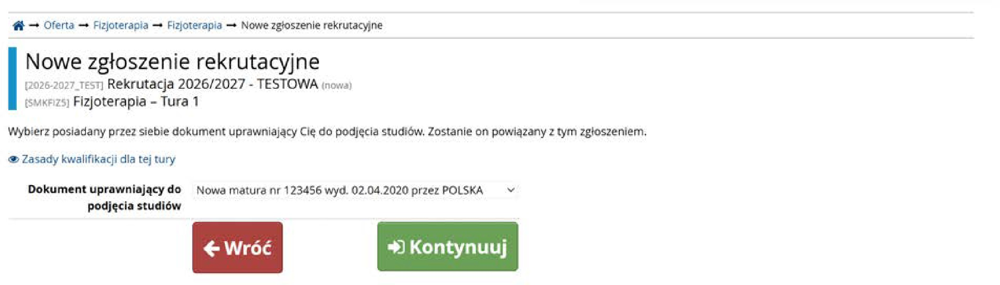 Oferta → Fizjoterapia → Fizjoterapia → Nowe zgłoszenie rekrutacyjne
Nowe zgłoszenie rekrutacyjne
[2026-2027_TEST] Rekrutacja 2026/2027 - TESTOWA (nowa)
[SMKFIZ5] Fizjoterapia – Tura 1
Wybierz posiadany przez siebie dokument uprawniający Cię do podjęcia studiów. Zostanie on powiązany z tym zgłoszeniem.
Zasady kwalifikacji dla tej tury
Dokument uprawniający do podjęcia studiów
Nowa matura nr 123456 wyd. 02.04.2020 przez POLSKA
Wróć
Kontynuuj